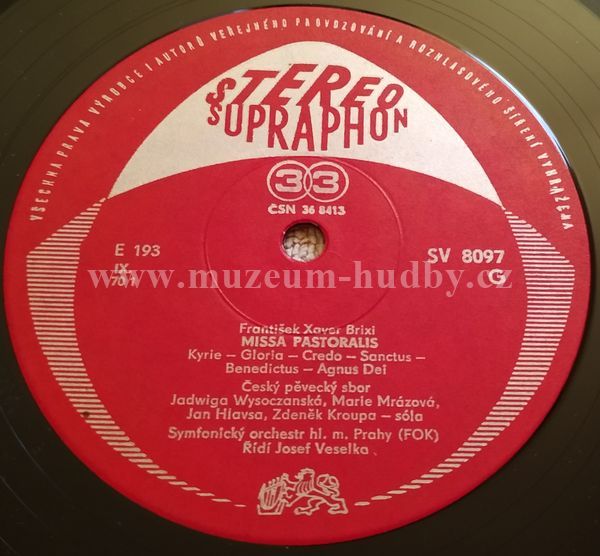 VŠECHNA PRÁVA VÝROBCE I AUTORŮ VEŘEJNÉHO PROVOZOVÁNÍ A ROZHLASOVÉHO ŠÍŘENÍ VYHRAŽENA
STEREO
SUPRAPHON
33
ČSN 36 8413
E 193
SV 8097
G
www.muzeum-hudby.cz
František Xaver Brixi
MISSA PASTORALIS
Kyrie – Gloria – Credo – Sanctus –
Benedictus – Agnus Dei
Český pěvecký sbor
Jadwiga Wysoczanská, Marie Mrázová,
Jan Hlavsa, Zdeněk Kroupa – sóla
Symfonický orchestr hl. m. Prahy (FOK)
Řídí Josef Veselka